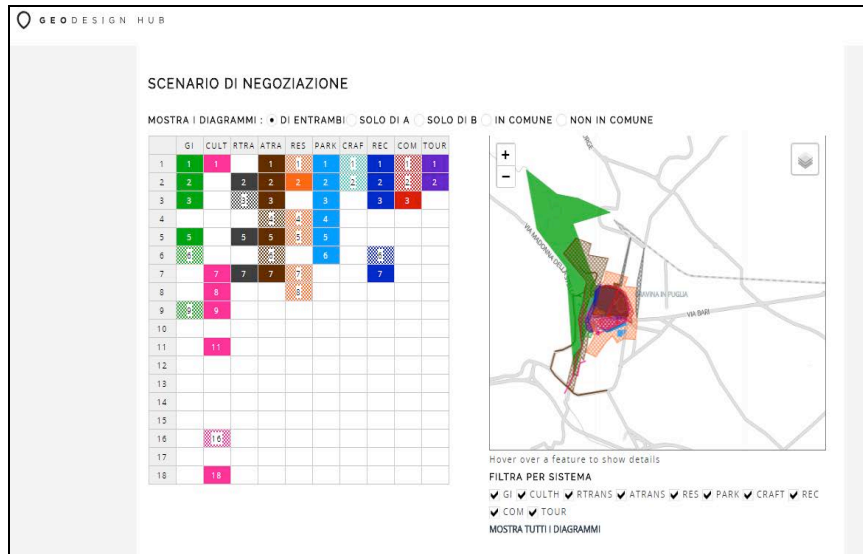 GEODESIGN HUB
SCENARIO DI NEGOZIAZIONE
MOSTRA I DIAGRAMMI : DI ENTRAMBI SOLO DI A SOLO DI B IN COMUNE NON IN COMUNE
GI CULT RTRA ATRA RES PARK CRAF REC COM TOUR
1 1 1 1 1 1 1 1 1 1
2 2 2 2 2 2 2 2 2 2
3 3 3 3 3 3 3
4 4 4 4
5 5 5 5 5 5
6 6 6 6 6
7 7 7 7 7 7
8 8 8
9 9 9
10
11 11
12
13
14
15
16 16
17
18 18
+
−
VIA MADONNA DELLA
GRAVINA IN PUGLIA
VIA BARI
Hover over a feature to show details
FILTRA PER SISTEMA
GI CULTH RTRANS ATRANS RES PARK CRAFT REC
COM TOUR
MOSTRA TUTTI I DIAGRAMMI